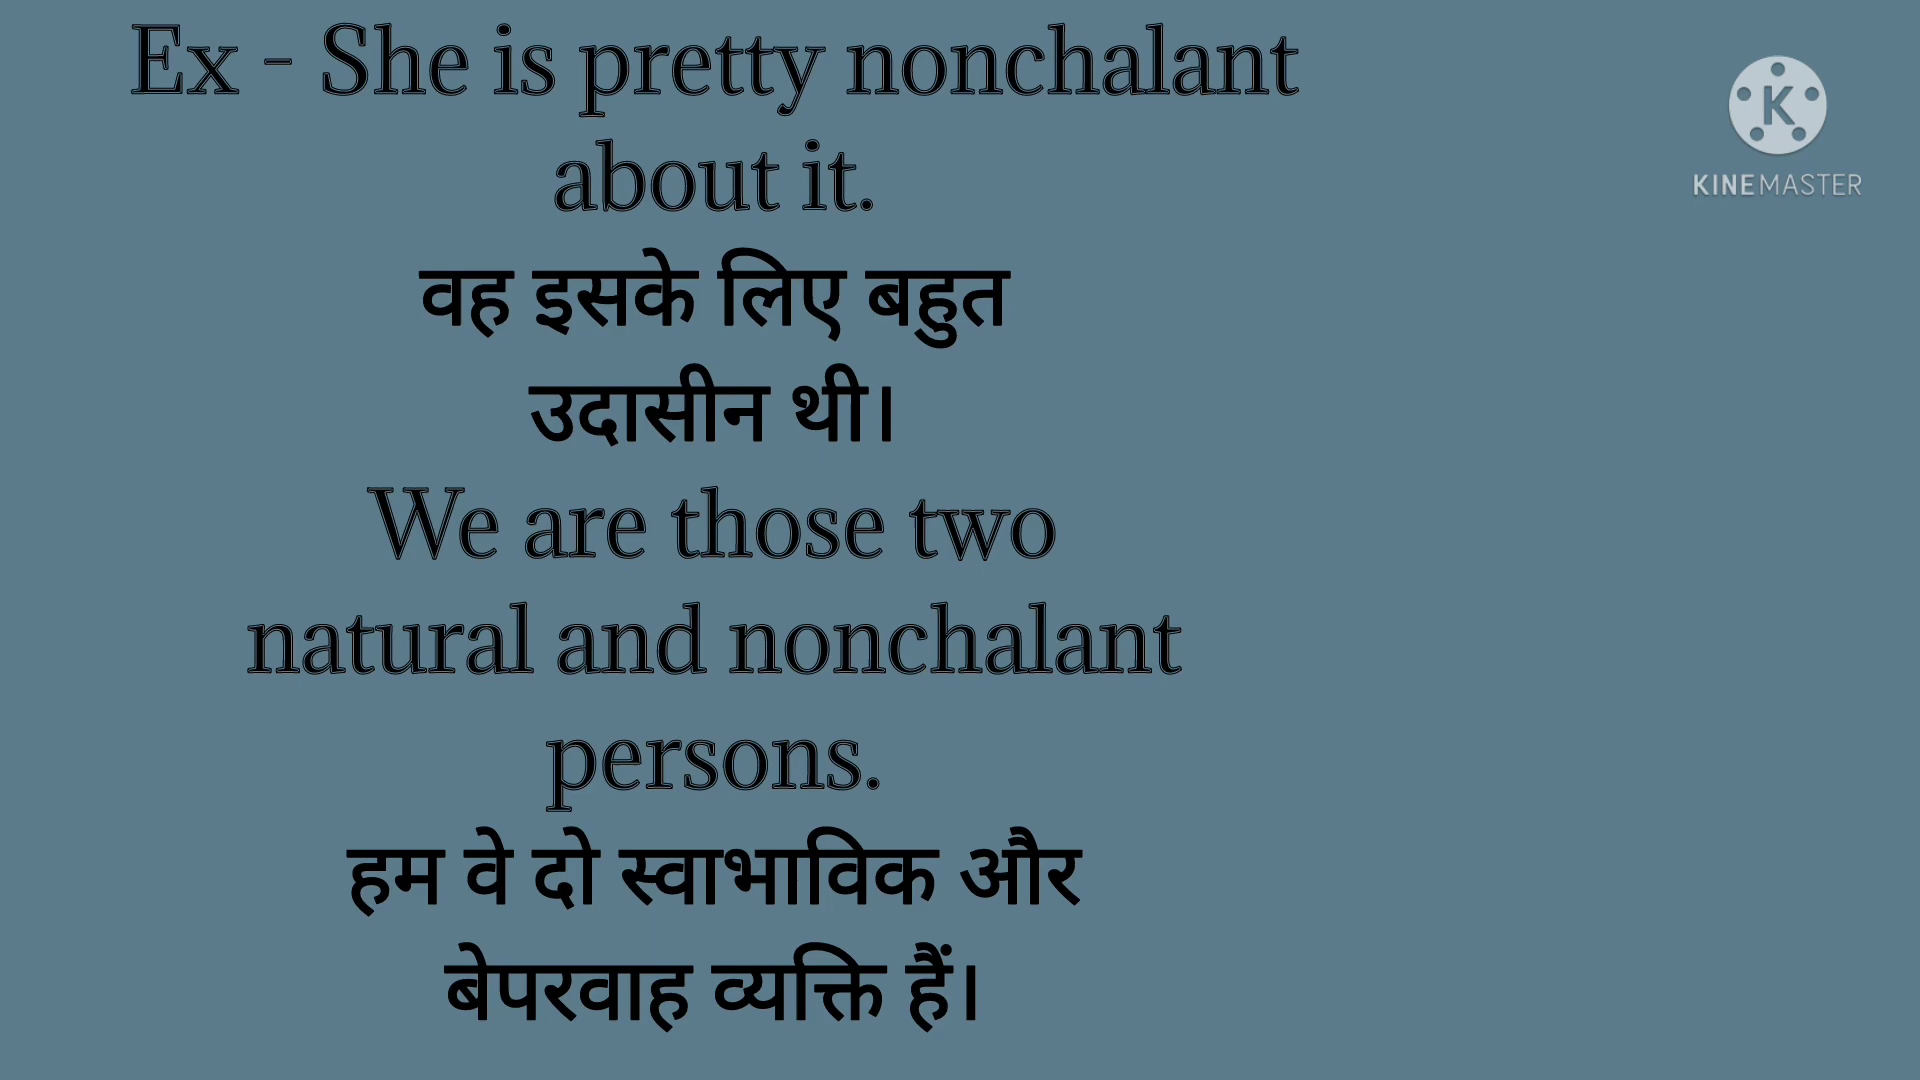 Ex - She is pretty nonchalant
about it.
वह इसके लिए बहुत
उदासीन थी।
We are those two
natural and nonchalant
persons.
हम वे दो स्वाभाविक और
बेपरवाह व्यक्ति हैं।
K
KINEMASTER